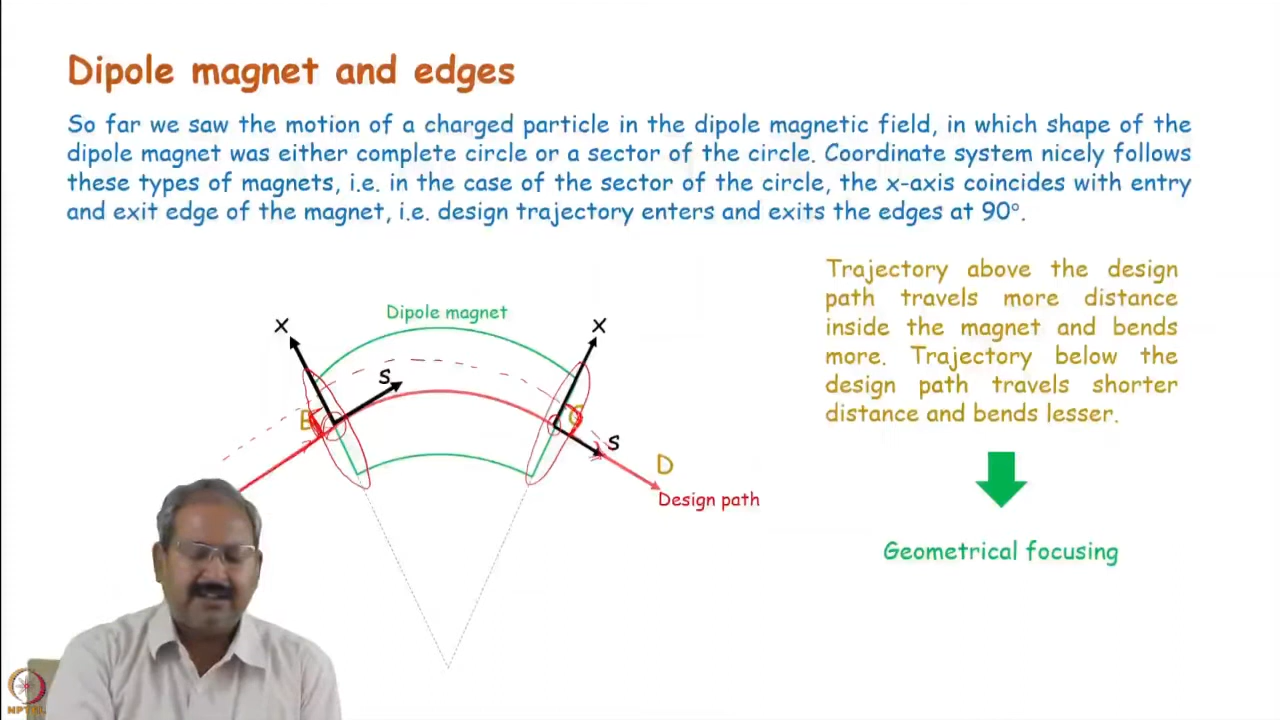 Dipole magnet and edges
So far we saw the motion of a charged particle in the dipole magnetic field, in which shape of the
dipole magnet was either complete circle or a sector of the circle. Coordinate system nicely follows
these types of magnets, i.e. in the case of the sector of the circle, the x-axis coincides with entry
and exit edge of the magnet, i.e. design trajectory enters and exits the edges at 90°.
Trajectory above the design
path travels more distance
inside the magnet and bends
more. Trajectory below the
design path travels shorter
distance and bends lesser.
Geometrical focusing
Dipole magnet
X
X
S
B
C
S
D
Design path
NPTEL